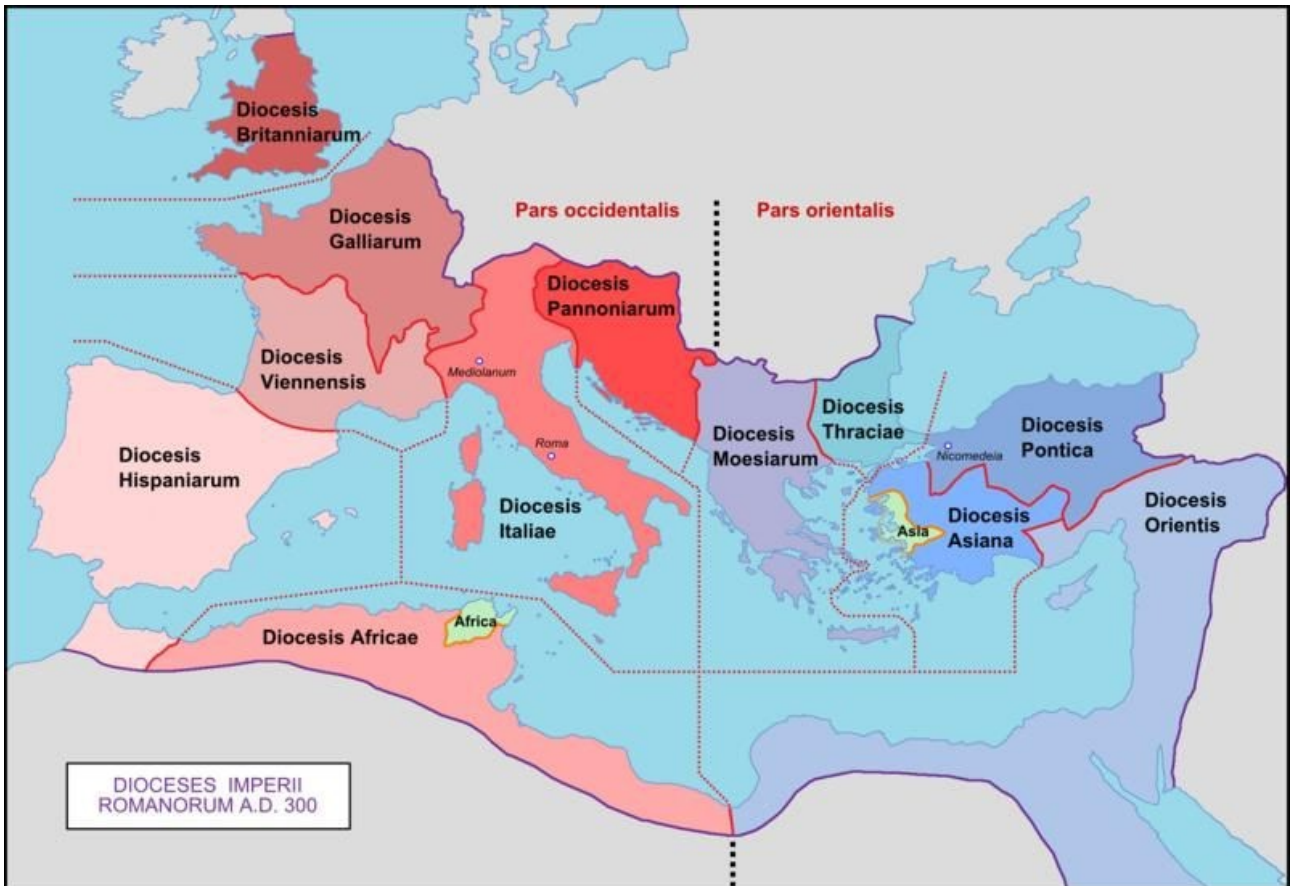 Diocesis
Britanniarum
Diocesis
Galliarum
Pars occidentalis
Pars orientalis
Diocesis
Pannoniarum
Diocesis
Viennensis
Mediolanum
Diocesis
Thraciae
Diocesis
Pontica
Nicomedeia
Diocesis
Moesiarum
Roma
Diocesis
Hispaniarum
Diocesis
Italiae
Asia
Diocesis
Asiana
Diocesis
Orientis
Africa
Diocesis Africae
DIOCESES IMPERII
ROMANORUM A.D. 300